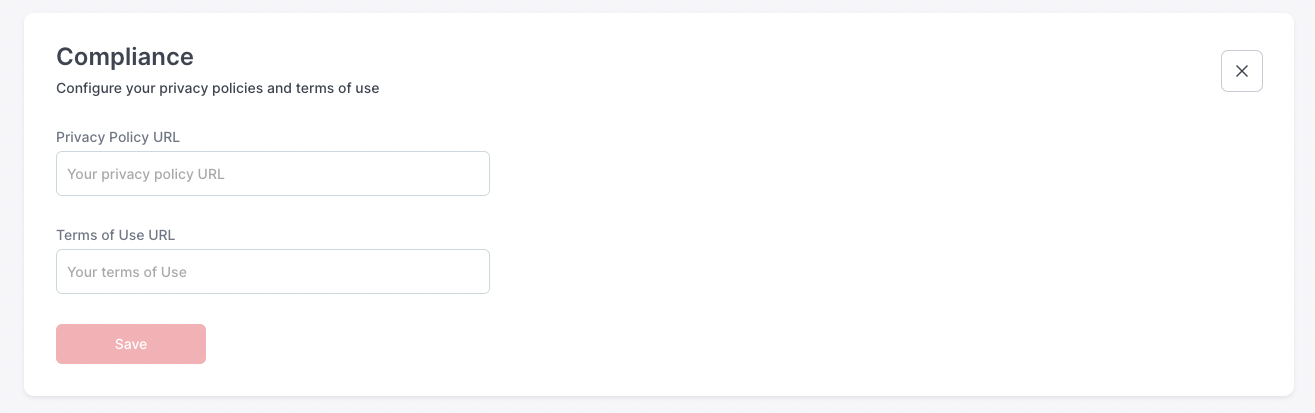 Compliance
Configure your privacy policies and terms of use
Privacy Policy URL
Your privacy policy URL
Terms of Use URL
Your terms of Use
Save